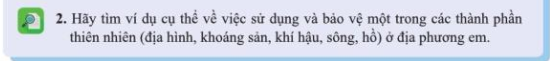 2. Hãy tìm ví dụ cụ thể về việc sử dụng và bảo vệ một trong các thành phần
thiên nhiên (địa hình, khoáng sản, khí hậu, sông, hồ) ở địa phương em.